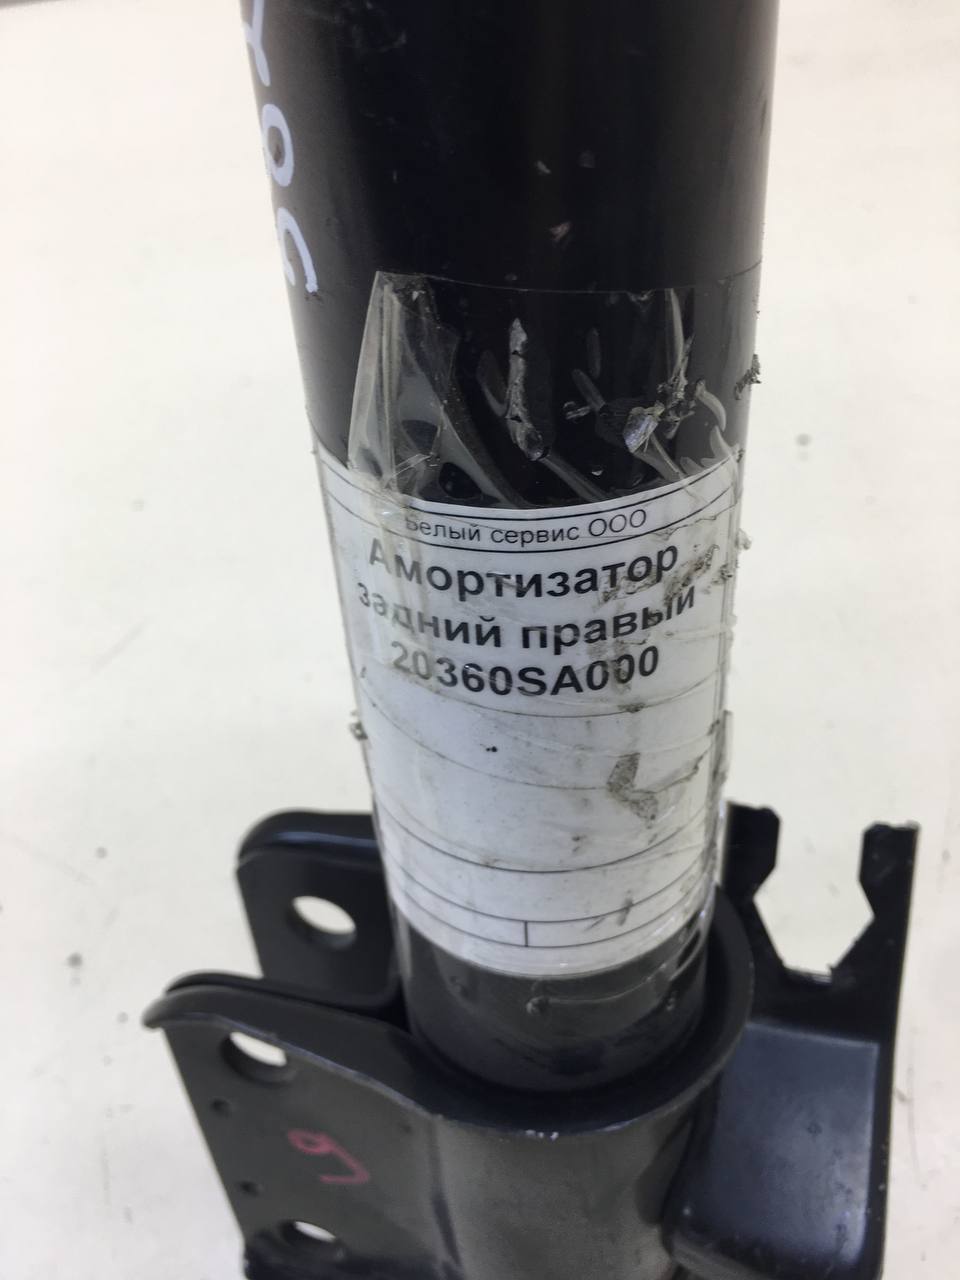 Белый сервис ООО
Амортизатор
задний правый
20360SA000